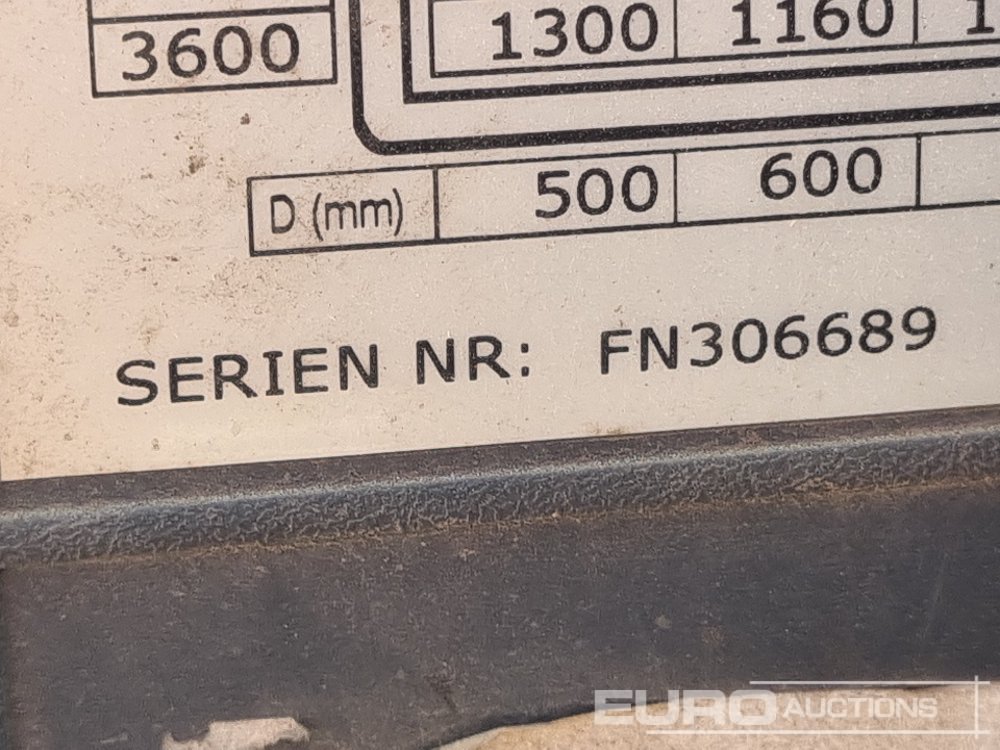 3600 1300 1160
D (mm) 500 600
SERIEN NR: FN306689
EURO AUCTIONS